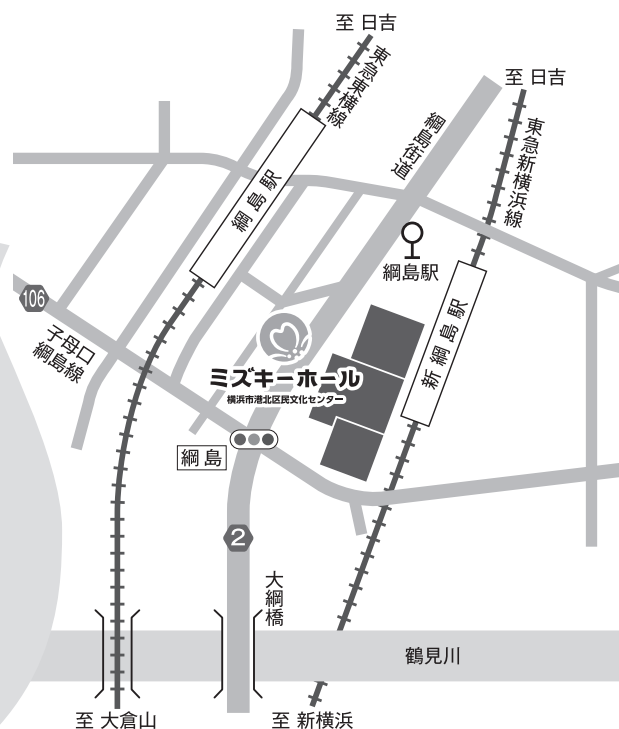 至 日吉
至 日吉
東急東横線
綱島街道
東急新横浜線
綱島駅
綱島駅
新綱島駅
106
子母口
綱島線
ミズキーホール
横浜市港北区民文化センター
綱島
2
大綱橋
鶴見川
至 大倉山
至 新横浜